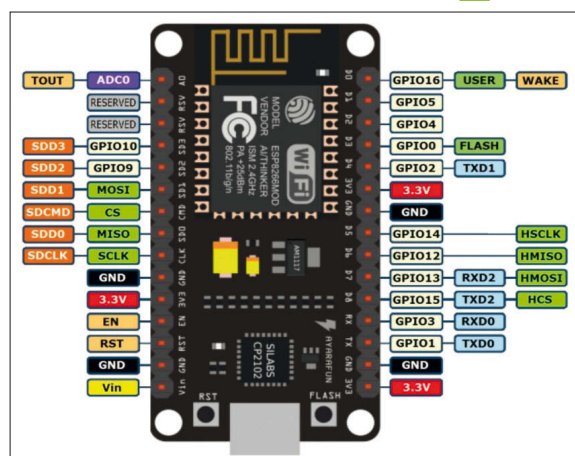 TOUT ADC0 A0 D0 GPIO16 USER WAKE
RESERVED RSV D1 GPIO5
RESERVED RSV D2 GPIO4
SDD3 GPIO10 SD3 D3 GPIO0 FLASH
SDD2 GPIO9 SD2 D4 GPIO2 TXD1
SDD1 MOSI SD1 3V3 3.3V
SDCMD CS CMD GND GND
SDD0 MISO SD0 D5 GPIO14 HSCLK
SDCLK SCLK CLK D6 GPIO12 HMISO
GND GND D7 GPIO13 RXD2 HMOSI
3.3V 3V3 D8 GPIO15 TXD2 HCS
EN EN RX GPIO3 RXD0
RST RST TX GPIO1 TXD0
GND GND GND GND
Vin Vin 3V3 3.3V
MODEL ESP8266MOD
VENDOR AI/THINKER
ISM 2.4GHz
PA +25dBm
802.11b/g/n
FC
Wi Fi
AM1117
SILABS
CP2102
AYARAFUN
RST
FLASH